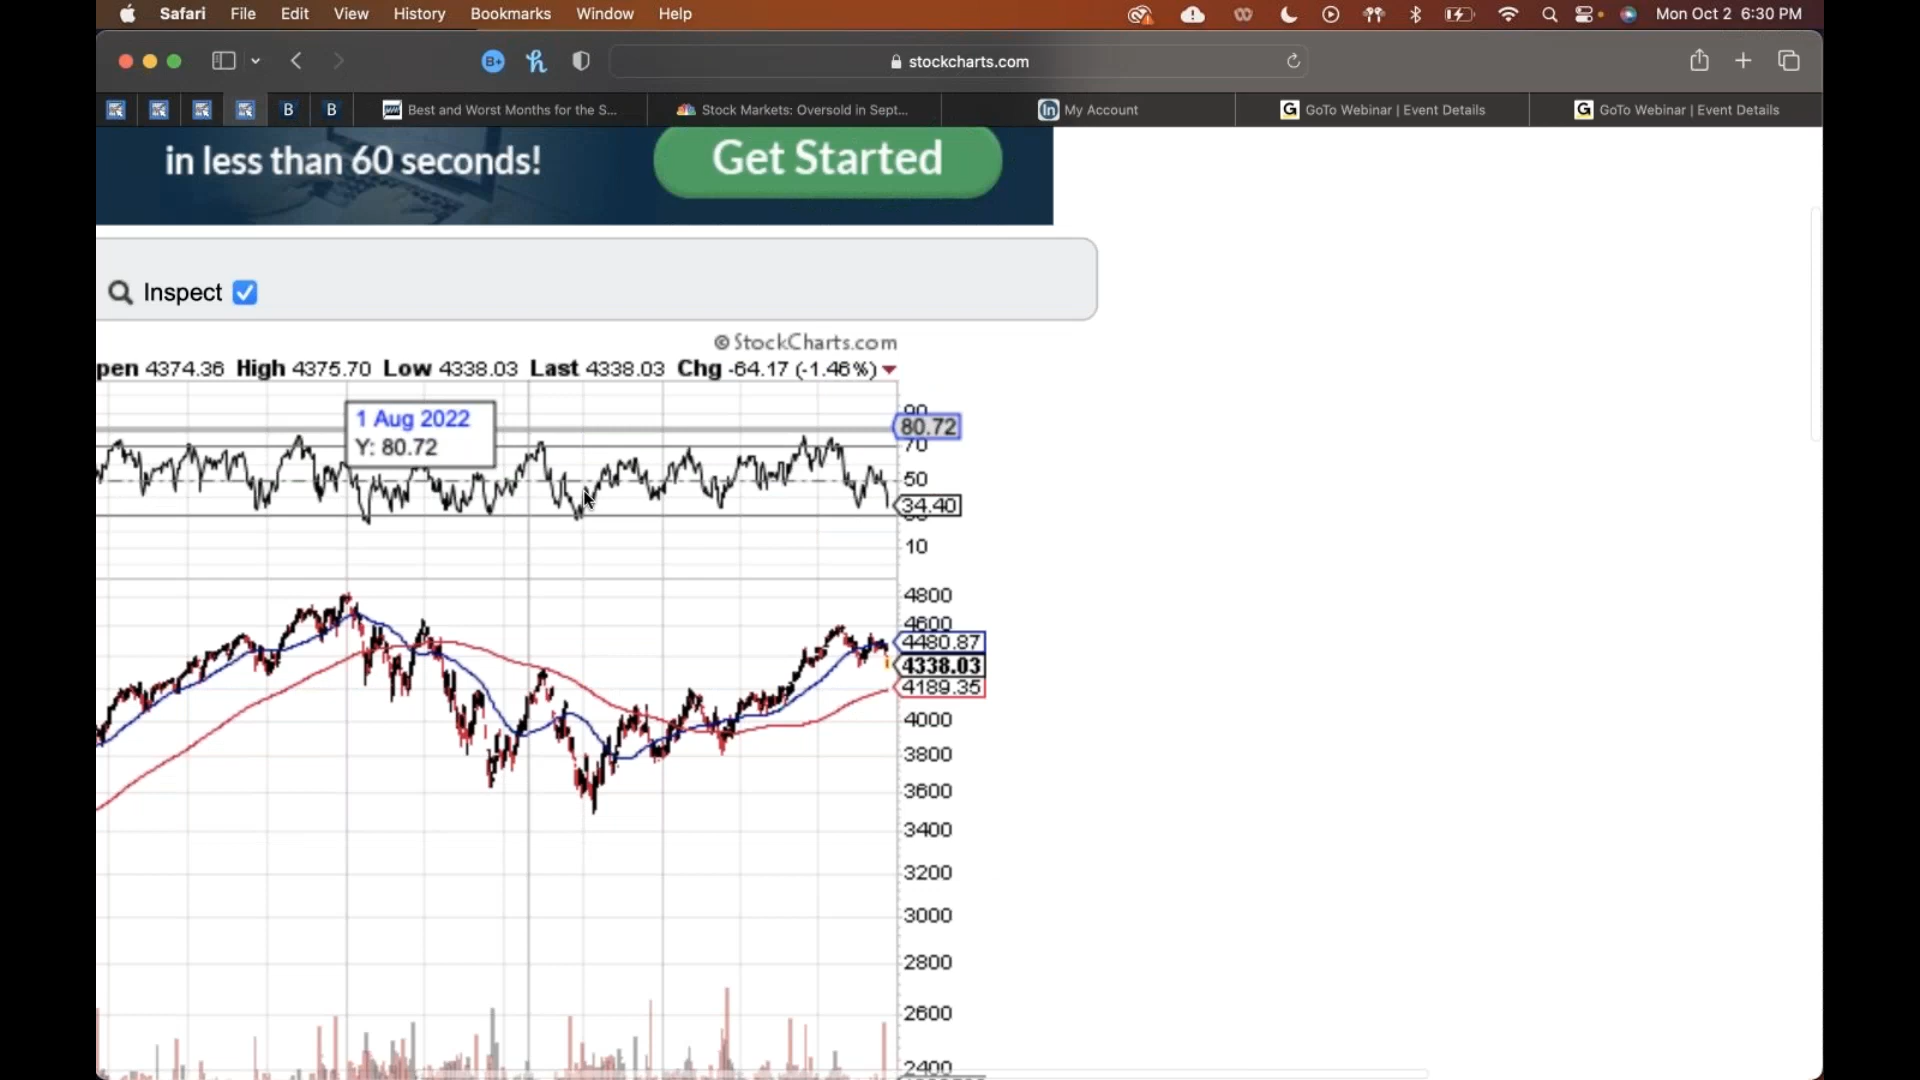 Safari File Edit View History Bookmarks Window Help Mon Oct 2 6:30 PM
stockcharts.com
B B Best and Worst Months for the S... Stock Markets: Oversold in Sept... My Account GoTo Webinar | Event Details GoTo Webinar | Event Details
in less than 60 seconds! Get Started
Inspect
© StockCharts.com
pen 4374.36 High 4375.70 Low 4338.03 Last 4338.03 Chg -64.17 (-1.46%)
1 Aug 2022
Y: 80.72
90
80.72
70
50
34.40
10
4800
4600
4480.87
4338.03
4189.35
4000
3800
3600
3400
3200
3000
2800
2600
2400